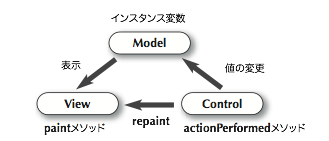 インスタンス変数
Model
表示
値の変更
View
Control
repaint
paintメソッド
actionPerformedメソッド